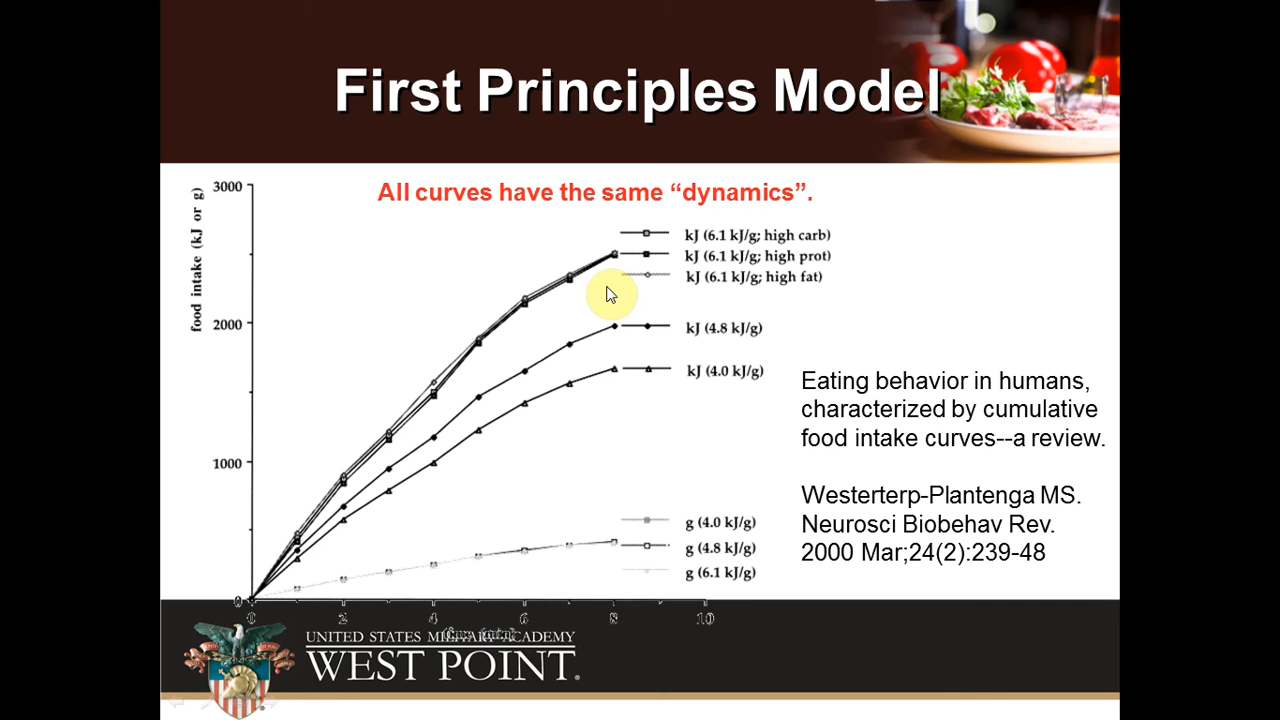 First Principles Model
All curves have the same “dynamics”.
food intake (kJ or g)
3000
2000
1000
0
kJ (6.1 kJ/g; high carb)
kJ (6.1 kJ/g; high prot)
kJ (6.1 kJ/g; high fat)
kJ (4.8 kJ/g)
kJ (4.0 kJ/g)
g (4.0 kJ/g)
g (4.8 kJ/g)
g (6.1 kJ/g)
Eating behavior in humans,
characterized by cumulative
food intake curves--a review.
Westerterp-Plantenga MS.
Neurosci Biobehav Rev.
2000 Mar;24(2):239-48
0 2 4 6 8 10
UNITED STATES MILITARY ACADEMY
WEST POINT.